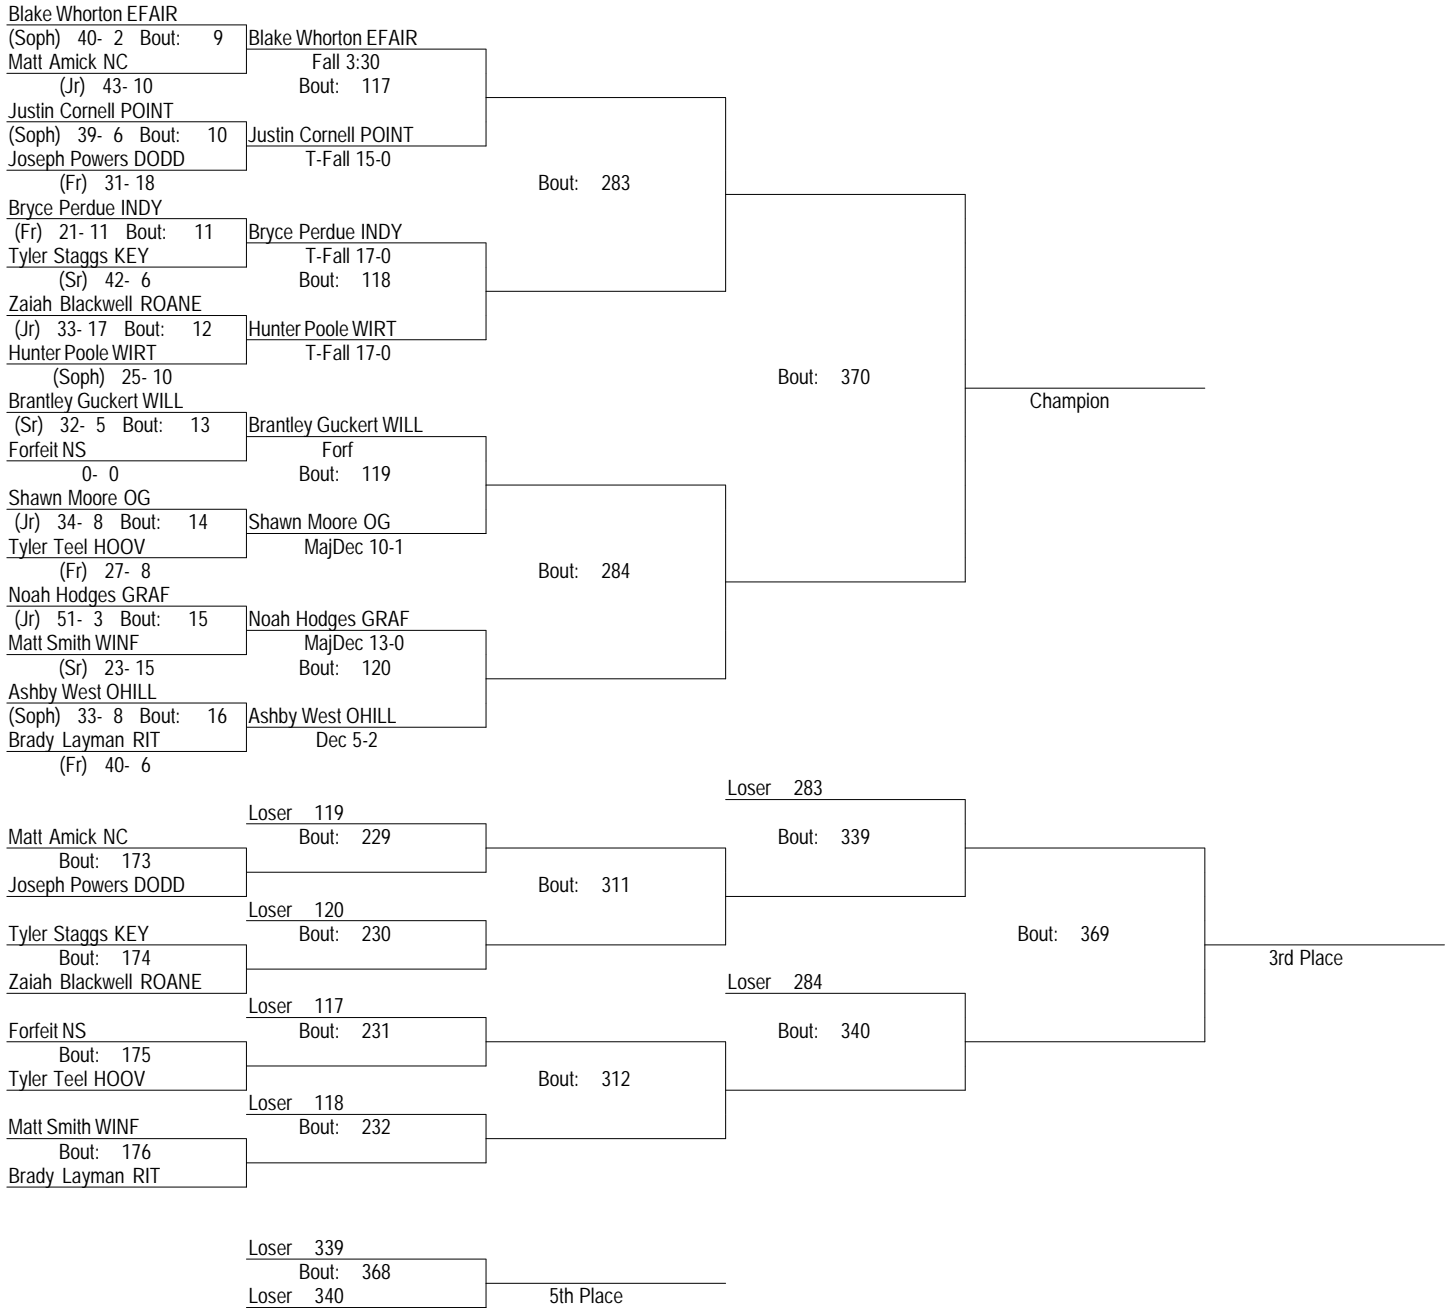 Blake Whorton EFAIR
(Soph) 40- 2 Bout: 9 Blake Whorton EFAIR
Matt Amick NC Fall 3:30
(Jr) 43- 10 Bout: 117
Justin Cornell POINT
(Soph) 39- 6 Bout: 10 Justin Cornell POINT
Joseph Powers DODD T-Fall 15-0
(Fr) 31- 18 Bout: 283
Bryce Perdue INDY
(Fr) 21- 11 Bout: 11 Bryce Perdue INDY
Tyler Staggs KEY T-Fall 17-0
(Sr) 42- 6 Bout: 118
Zaiah Blackwell ROANE
(Jr) 33- 17 Bout: 12 Hunter Poole WIRT
Hunter Poole WIRT T-Fall 17-0
(Soph) 25- 10 Bout: 370
Brantley Guckert WILL Champion
(Sr) 32- 5 Bout: 13 Brantley Guckert WILL
Forfeit NS Forf
0- 0 Bout: 119
Shawn Moore OG
(Jr) 34- 8 Bout: 14 Shawn Moore OG
Tyler Teel HOOV MajDec 10-1
(Fr) 27- 8 Bout: 284
Noah Hodges GRAF
(Jr) 51- 3 Bout: 15 Noah Hodges GRAF
Matt Smith WINF MajDec 13-0
(Sr) 23- 15 Bout: 120
Ashby West OHILL
(Soph) 33- 8 Bout: 16 Ashby West OHILL
Brady Layman RIT Dec 5-2
(Fr) 40- 6
Loser 283
Loser 119
Matt Amick NC Bout: 229 Bout: 339
Bout: 173
Joseph Powers DODD Bout: 311
Loser 120
Tyler Staggs KEY Bout: 230 Bout: 369
Bout: 174 3rd Place
Zaiah Blackwell ROANE Loser 284
Loser 117
Forfeit NS Bout: 231 Bout: 340
Bout: 175
Tyler Teel HOOV Bout: 312
Loser 118
Matt Smith WINF Bout: 232
Bout: 176
Brady Layman RIT
Loser 339
Bout: 368
Loser 340 5th Place